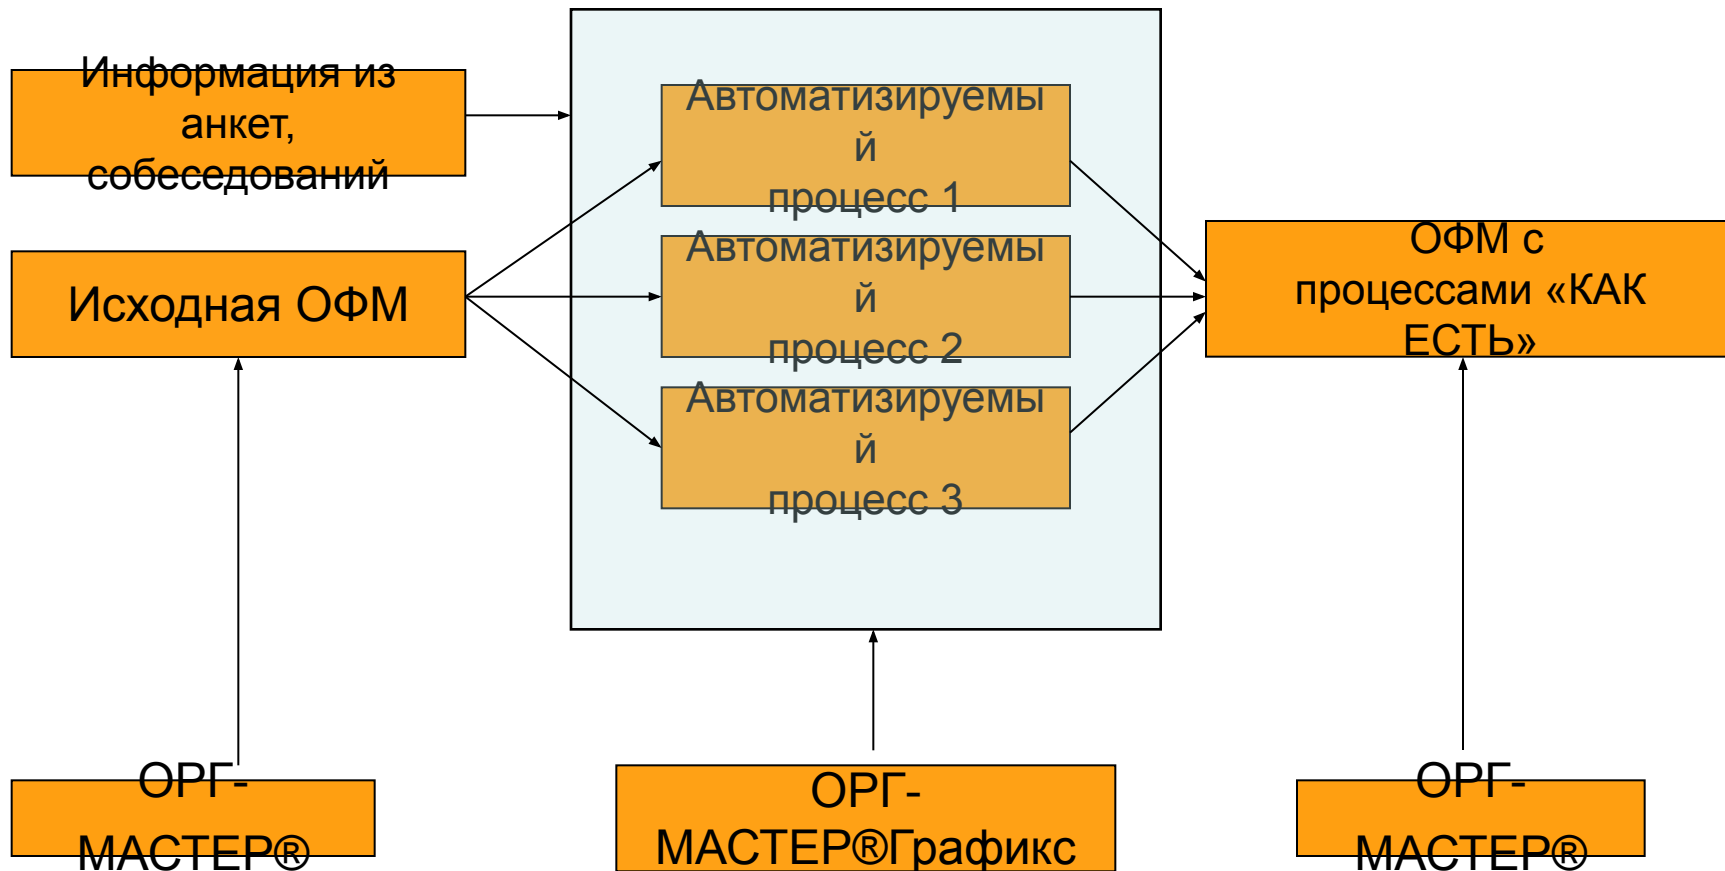 Информация из
анкет,
собеседований
Исходная ОФМ
Автоматизируемы
й
процесс 1
Автоматизируемы
й
процесс 2
Автоматизируемы
й
процесс 3
ОФМ с
процессами «КАК
ЕСТЬ»
ОРГ-
МАСТЕР®
ОРГ-
МАСТЕР®Графикс
ОРГ-
МАСТЕР®